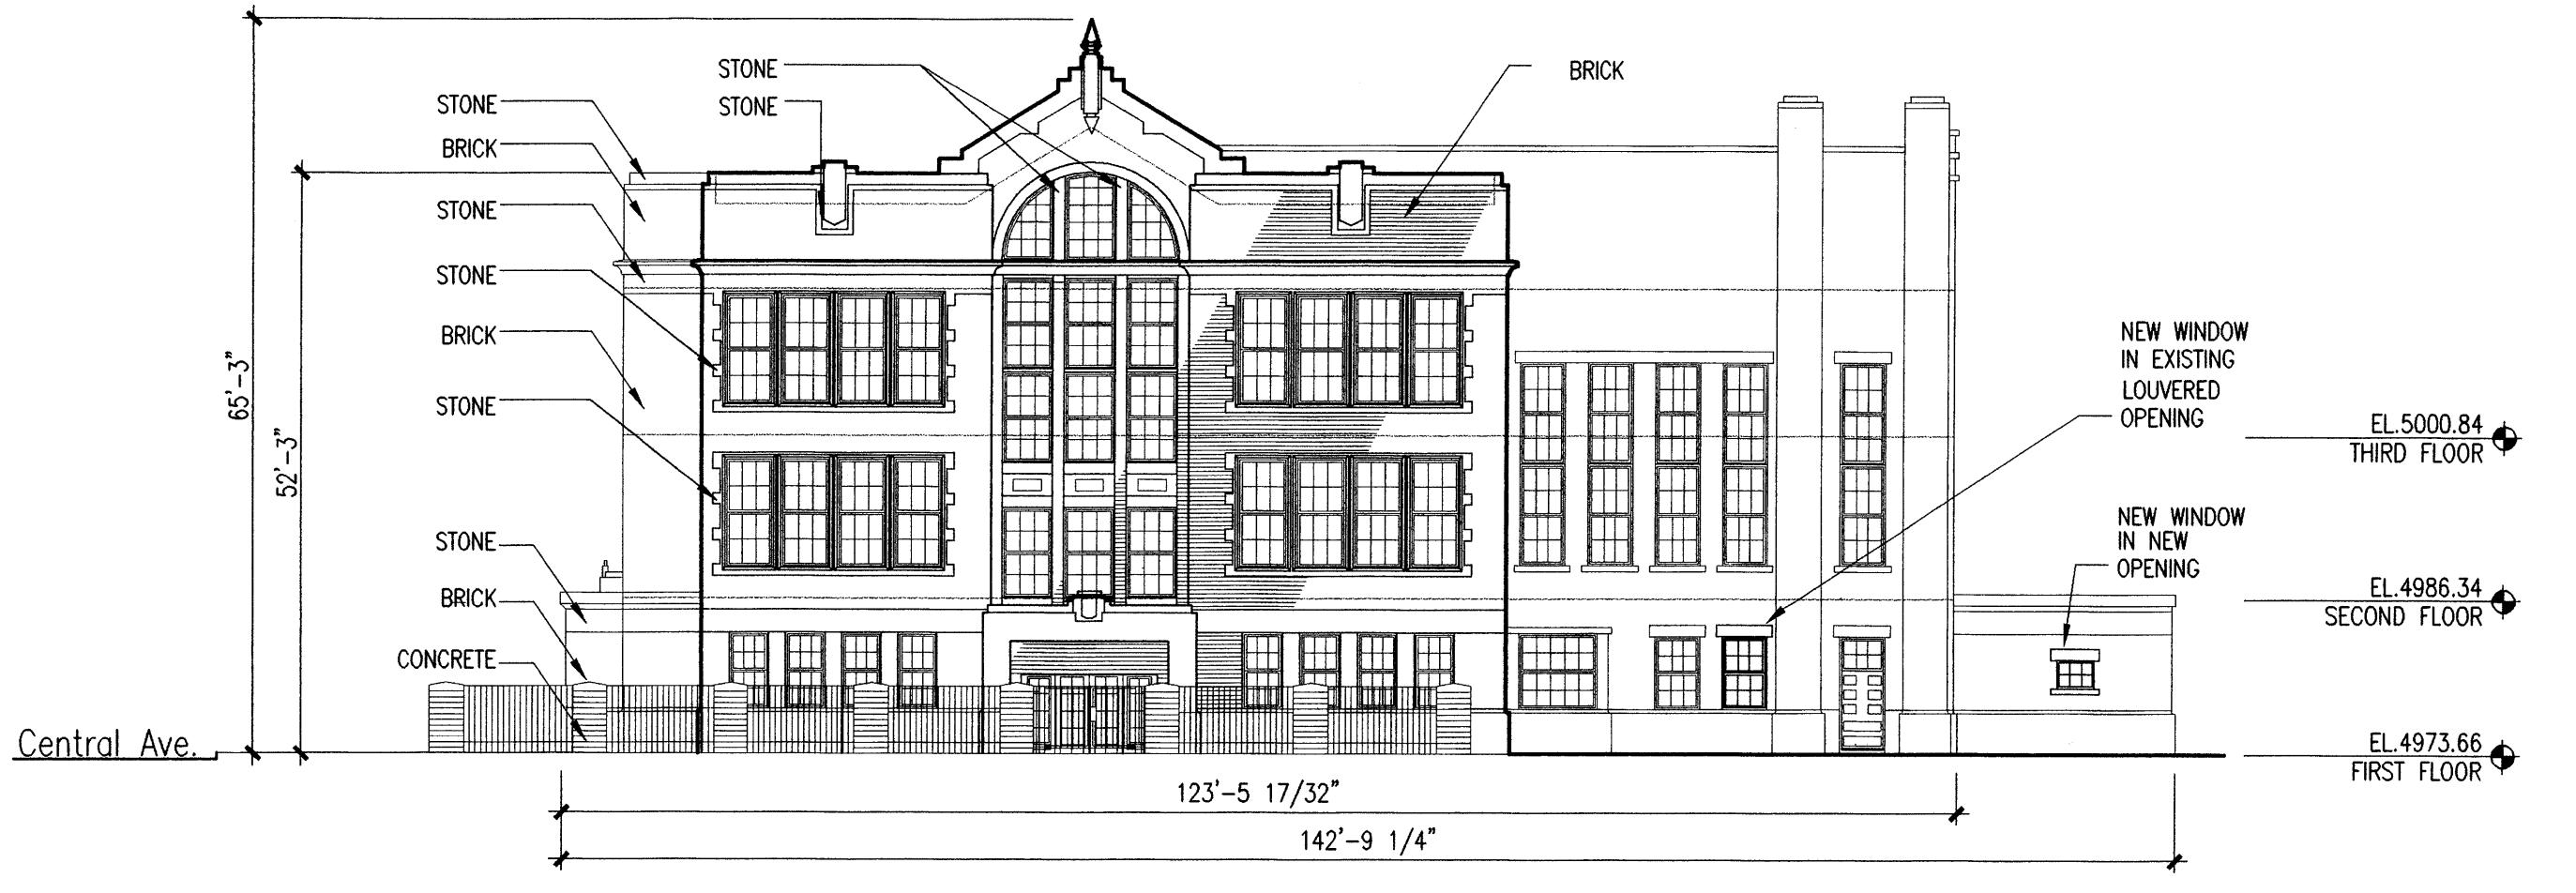 STONE
STONE
BRICK
STONE
BRICK
STONE
STONE
BRICK
STONE
STONE
BRICK
CONCRETE
65'-3"
52'-3"
NEW WINDOW
IN EXISTING
LOUVERED
OPENING
NEW WINDOW
IN NEW
OPENING
EL.5000.84
THIRD FLOOR
EL.4986.34
SECOND FLOOR
EL.4973.66
FIRST FLOOR
Central Ave.
123'-5 17/32"
142'-9 1/4"